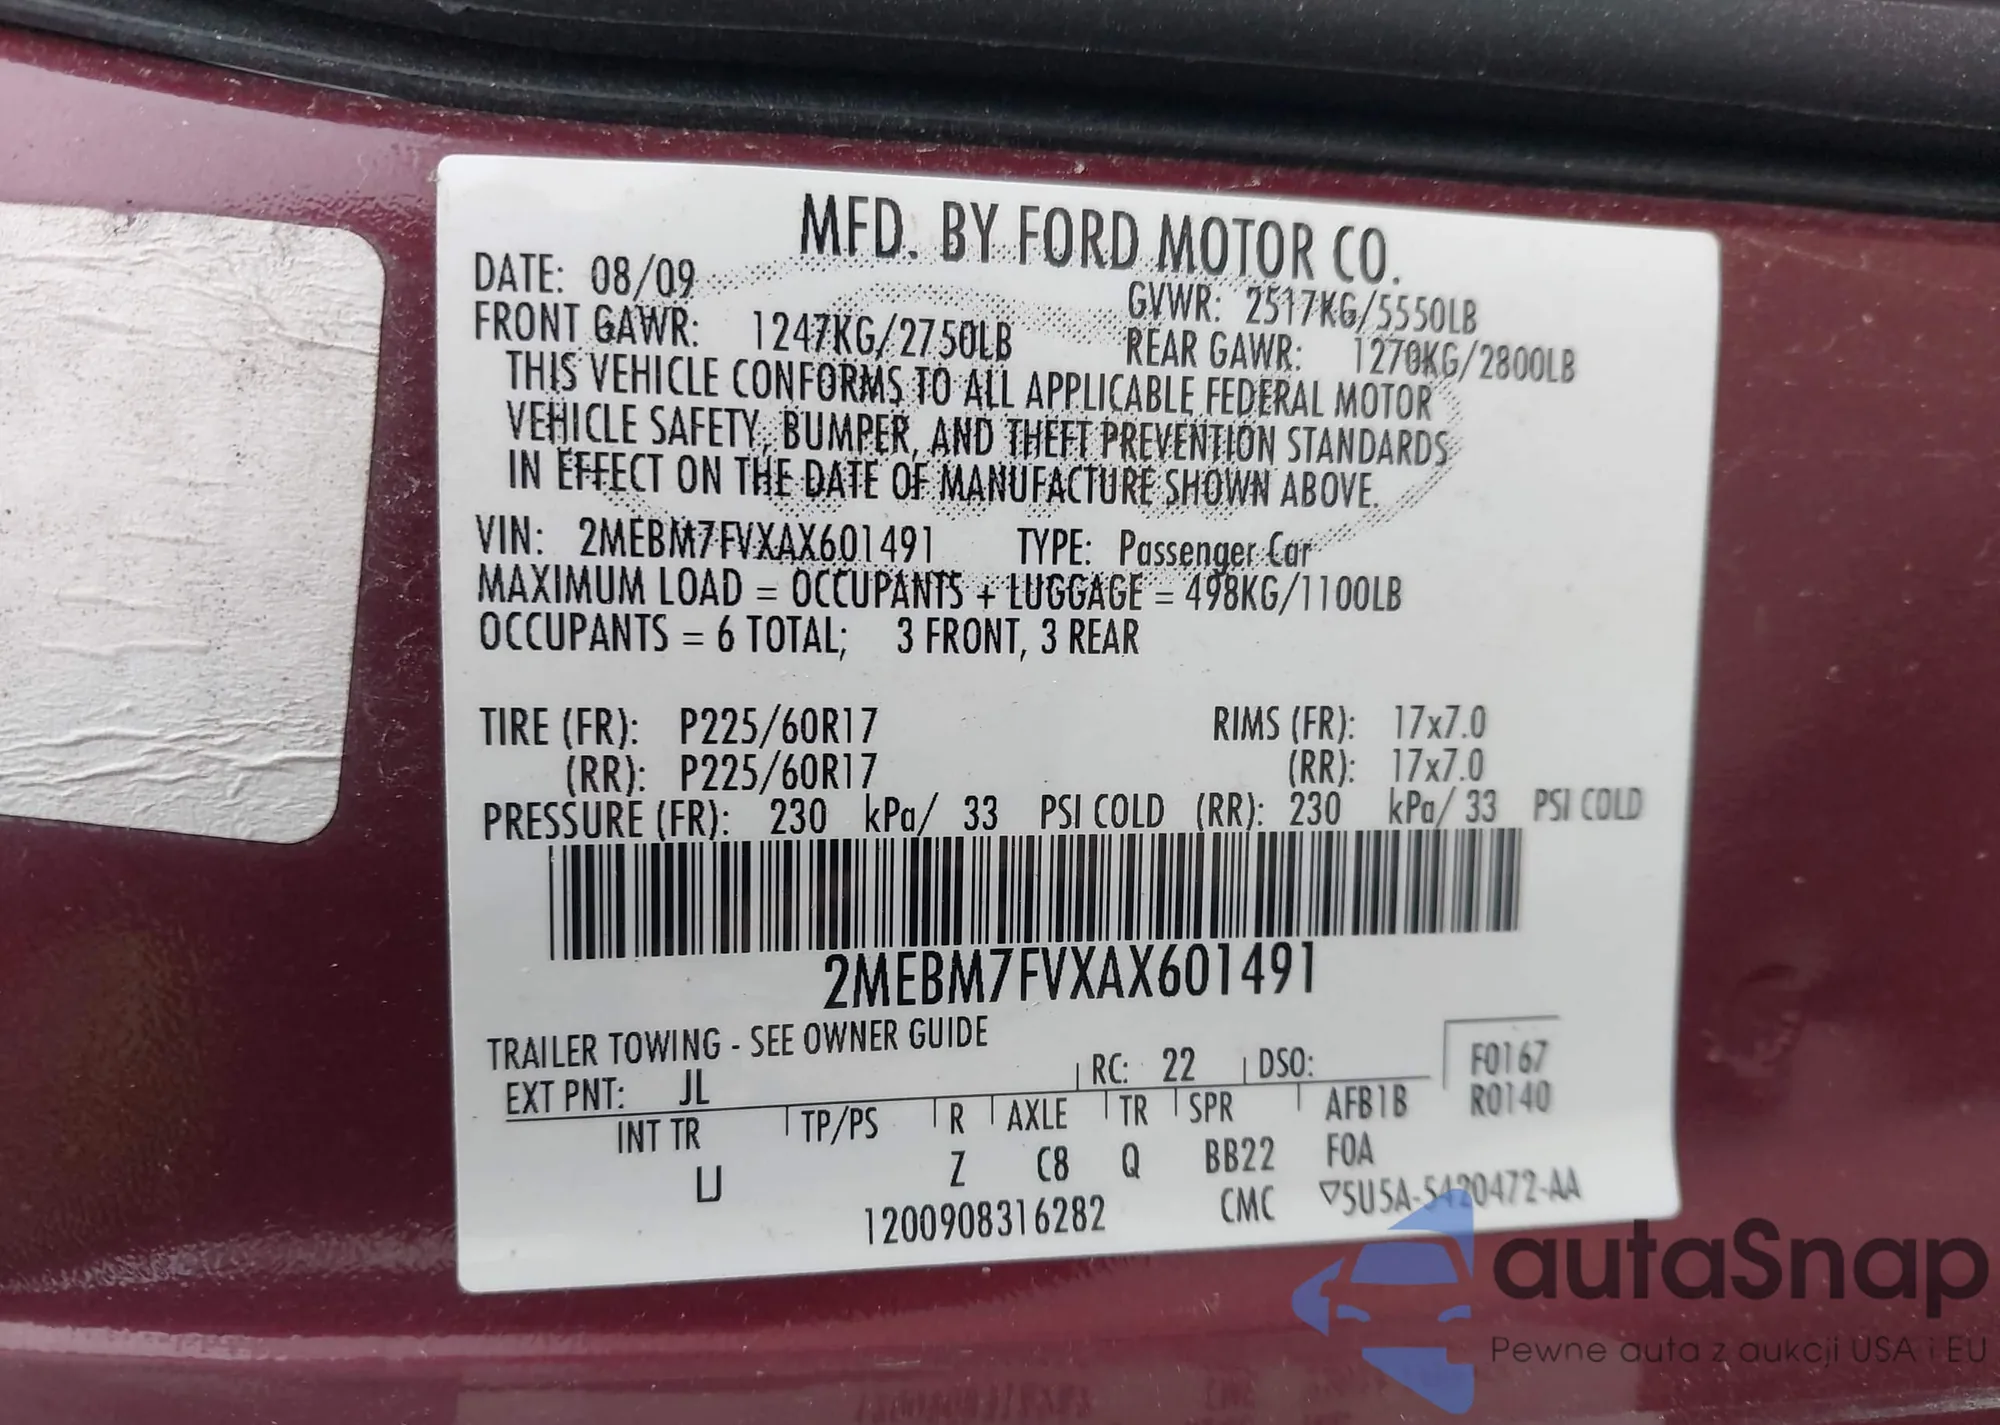 MFD. BY FORD MOTOR CO.
DATE: 08/09 GVWR: 2517KG/5550LB
FRONT GAWR: 1247KG/2750LB REAR GAWR: 1270KG/2800LB
THIS VEHICLE CONFORMS TO ALL APPLICABLE FEDERAL MOTOR
VEHICLE SAFETY, BUMPER, AND THEFT PREVENTION STANDARDS
IN EFFECT ON THE DATE OF MANUFACTURE SHOWN ABOVE.
VIN: 2MEBM7FVXAX601491 TYPE: Passenger Car
MAXIMUM LOAD = OCCUPANTS + LUGGAGE = 498KG/1100LB
OCCUPANTS = 6 TOTAL; 3 FRONT, 3 REAR
TIRE (FR): P225/60R17 RIMS (FR): 17x7.0
(RR): P225/60R17 (RR): 17x7.0
PRESSURE (FR): 230 kPa/ 33 PSI COLD (RR): 230 kPa/ 33 PSI COLD
2MEBM7FVXAX601491
TRAILER TOWING - SEE OWNER GUIDE
EXT PNT: JL RC: 22 DSO: F0167
INT TR TP/PS R AXLE TR SPR AFB1B R0140
LJ Z C8 Q BB22 FOA
1200908316282 CMC ▽5U5A-5420472-AA
autaSnap
Pewne auta z aukcji USA i EU